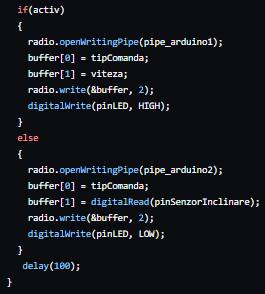 if(activ)
{
radio.openWritingPipe(pipe_arduino1);
buffer[0] = tipComanda;
buffer[1] = viteza;
radio.write(&buffer, 2);
digitalWrite(pinLED, HIGH);
}
else
{
radio.openWritingPipe(pipe_arduino2);
buffer[0] = tipComanda;
buffer[1] = digitalRead(pinSenzorInclinare);
radio.write(&buffer, 2);
digitalWrite(pinLED, LOW);
}
delay(100);
}